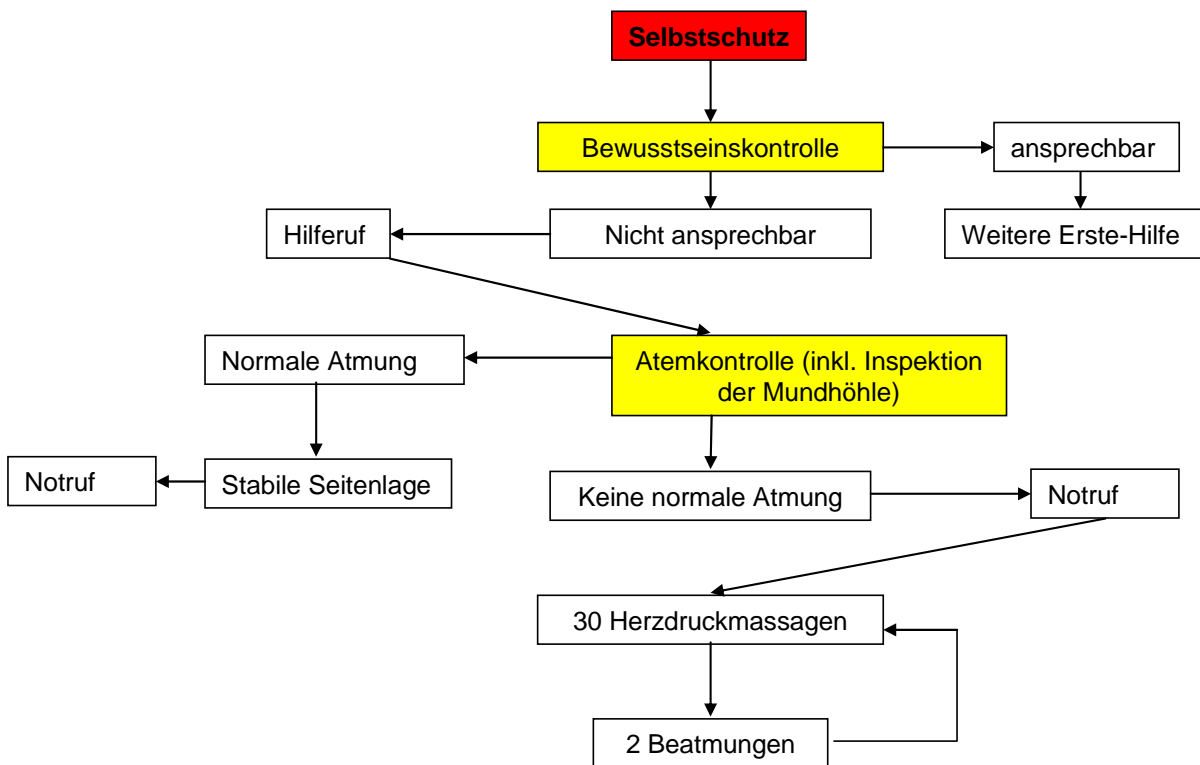 Selbstschutz
Bewusstseinskontrolle
ansprechbar
Hilferuf
Nicht ansprechbar
Weitere Erste-Hilfe
Normale Atmung
Atemkontrolle (inkl. Inspektion
der Mundhöhle)
Notruf
Stabile Seitenlage
Keine normale Atmung
Notruf
30 Herzdruckmassagen
2 Beatmungen